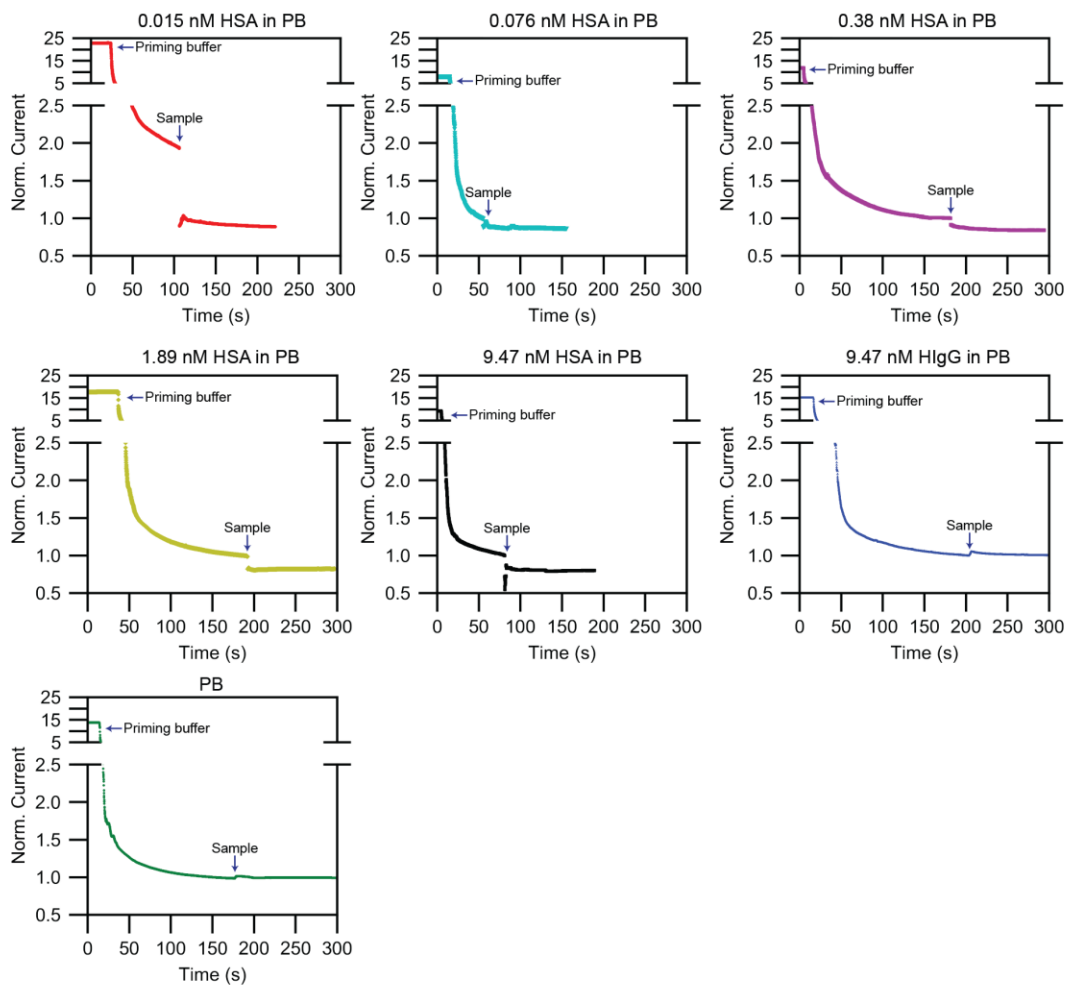 0.015 nM HSA in PB
25
15
5
2.5
2.0
1.5
1.0
0.5
Norm. Current
Priming buffer
Sample
0 50 100 150 200 250 300
Time (s)
0.076 nM HSA in PB
25
15
5
2.5
2.0
1.5
1.0
0.5
Norm. Current
Priming buffer
Sample
0 50 100 150 200 250 300
Time (s)
0.38 nM HSA in PB
25
15
5
2.5
2.0
1.5
1.0
0.5
Norm. Current
Priming buffer
Sample
0 50 100 150 200 250 300
Time (s)
1.89 nM HSA in PB
25
15
5
2.5
2.0
1.5
1.0
0.5
Norm. Current
Priming buffer
Sample
0 50 100 150 200 250 300
Time (s)
9.47 nM HSA in PB
25
15
5
2.5
2.0
1.5
1.0
0.5
Norm. Current
Priming buffer
Sample
0 50 100 150 200 250 300
Time (s)
9.47 nM HIgG in PB
25
15
5
2.5
2.0
1.5
1.0
0.5
Norm. Current
Priming buffer
Sample
0 50 100 150 200 250 300
Time (s)
PB
25
15
5
2.5
2.0
1.5
1.0
0.5
Norm. Current
Priming buffer
Sample
0 50 100 150 200 250 300
Time (s)